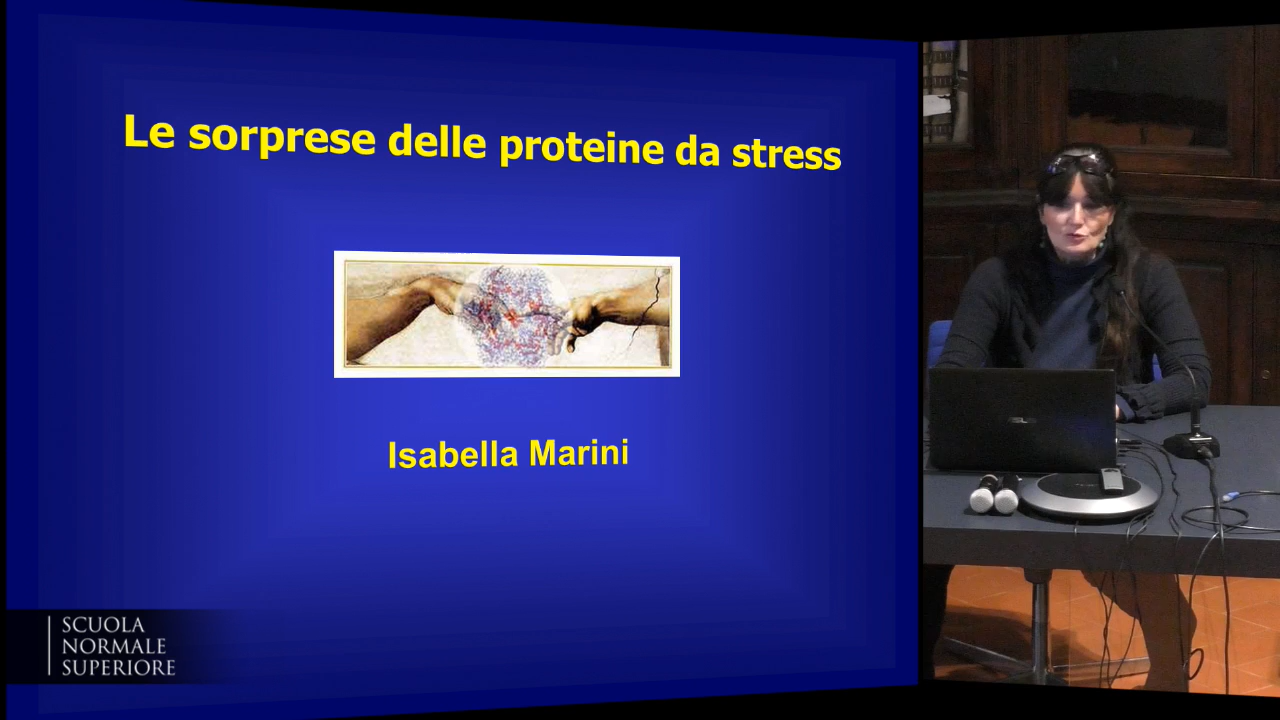 Le sorprese delle proteine da stress
Isabella Marini
SCUOLA
NORMALE
SUPERIORE